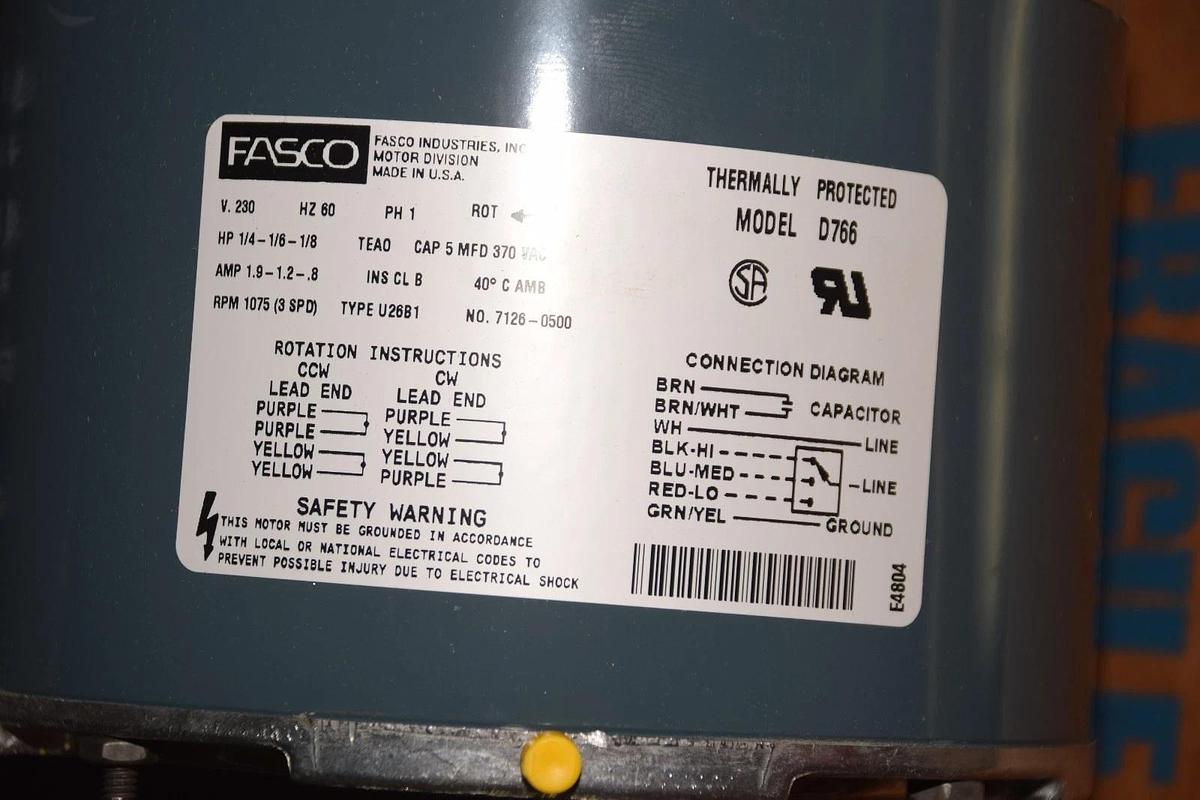 FASCO
FASCO INDUSTRIES, INC
MOTOR DIVISION
MADE IN U.S.A.
V. 230 HZ 60 PH 1 ROT
HP 1/4-1/6-1/8 TEAO CAP 5 MFD 370 VAC
AMP 1.9-1.2-.8 INS CL B 40° C AMB
RPM 1075 (3 SPD) TYPE U26B1 NO. 7126-0500
THERMALLY PROTECTED
MODEL D766
SA
UR
ROTATION INSTRUCTIONS
CCW CW
LEAD END LEAD END
PURPLE PURPLE
PURPLE YELLOW
YELLOW YELLOW
YELLOW PURPLE
SAFETY WARNING
THIS MOTOR MUST BE GROUNDED IN ACCORDANCE
WITH LOCAL OR NATIONAL ELECTRICAL CODES TO
PREVENT POSSIBLE INJURY DUE TO ELECTRICAL SHOCK
CONNECTION DIAGRAM
BRN
BRN/WHT CAPACITOR
WH LINE
BLK-HI
BLU-MED LINE
RED-LO
GRN/YEL GROUND
E4804
FRAGILE